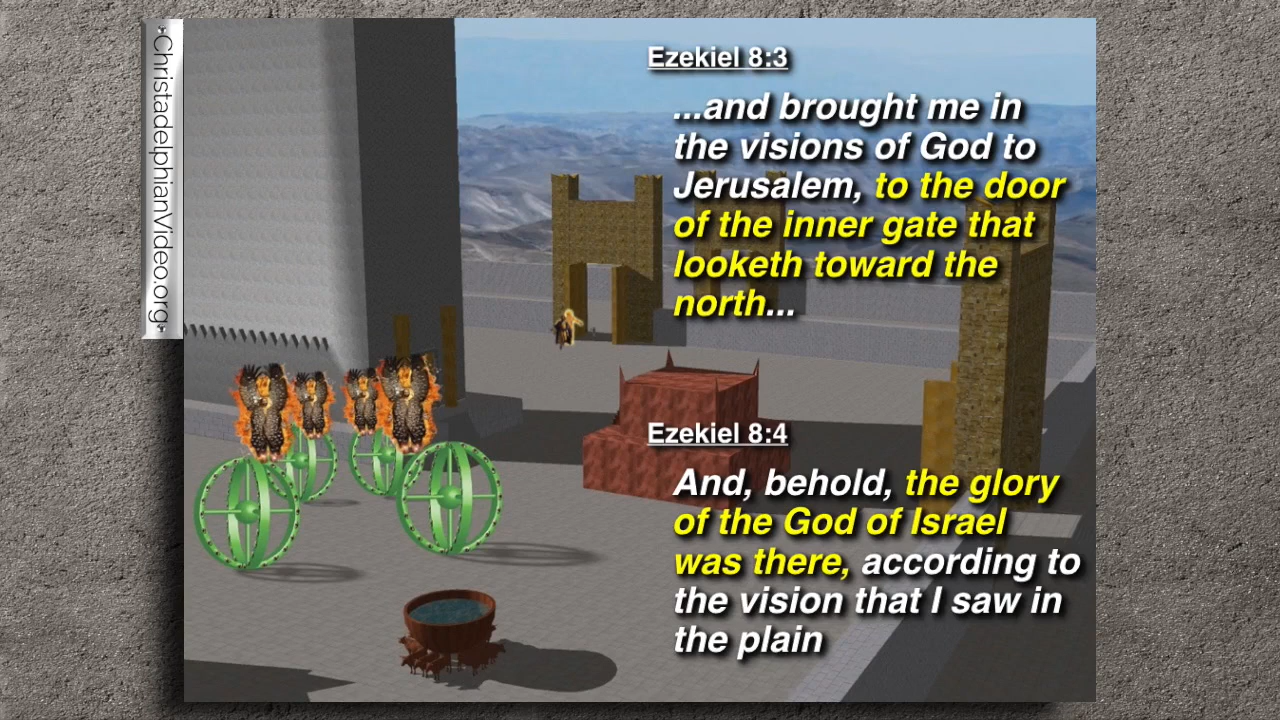 •ChristadelphianVideo.org•
Ezekiel 8:3
...and brought me in
the visions of God to
Jerusalem, to the door
of the inner gate that
looketh toward the
north...
Ezekiel 8:4
And, behold, the glory
of the God of Israel
was there, according to
the vision that I saw in
the plain